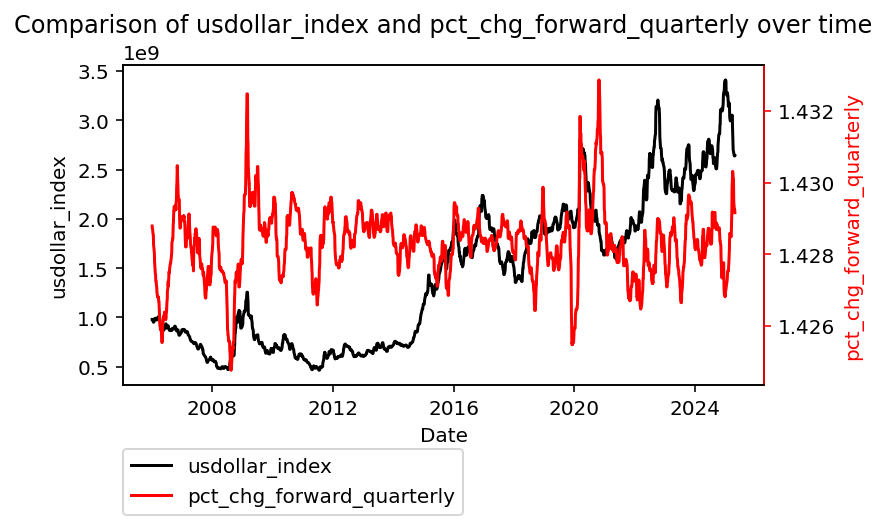 Comparison of usdollar_index and pct_chg_forward_quarterly over time
1e9
3.5
3.0
2.5
2.0
1.5
1.0
0.5
usdollar_index
1.432
1.430
1.428
1.426
pct_chg_forward_quarterly
2008 2012 2016 2020 2024
Date
usdollar_index
pct_chg_forward_quarterly